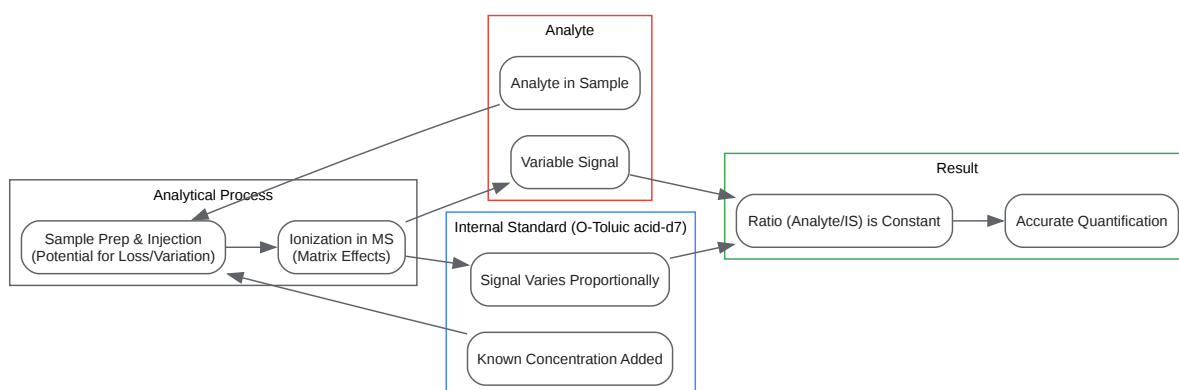 Analyte
Analyte in Sample
Variable Signal
Analytical Process
Sample Prep & Injection
(Potential for Loss/Variation)
Ionization in MS
(Matrix Effects)
Internal Standard (O-Toluic acid-d7)
Signal Varies Proportionally
Known Concentration Added
Result
Ratio (Analyte/IS) is Constant
Accurate Quantification